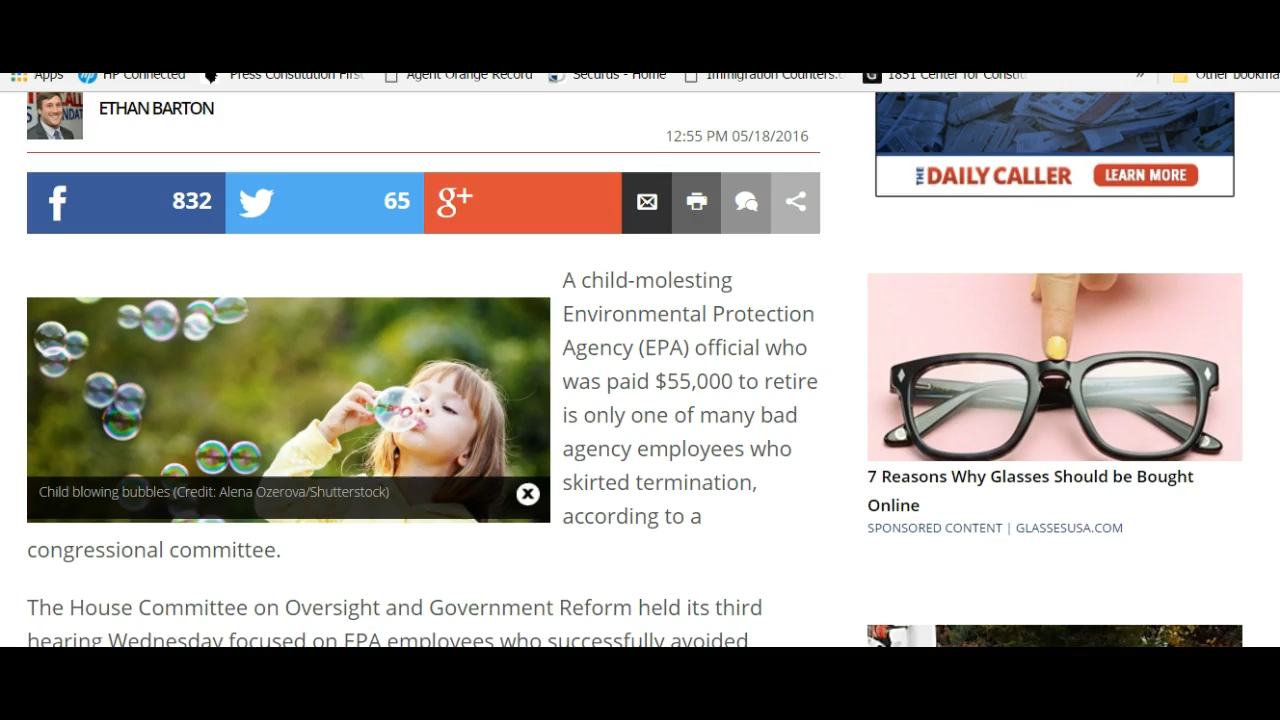 Apps HP Connected Press Constitution First Agent Orange Record Securus - Home Immigration Counters.c 1851 Center for Constit » Other bookma
ETHAN BARTON
12:55 PM 05/18/2016
THE DAILY CALLER LEARN MORE
f 832 65 g+
A child-molesting
Environmental Protection
Agency (EPA) official who
was paid $55,000 to retire
is only one of many bad
agency employees who
skirted termination,
according to a
congressional committee.
Child blowing bubbles (Credit: Alena Ozerova/Shutterstock)
The House Committee on Oversight and Government Reform held its third
hearing Wednesday focused on EPA employees who successfully avoided
7 Reasons Why Glasses Should be Bought
Online
SPONSORED CONTENT | GLASSESUSA.COM